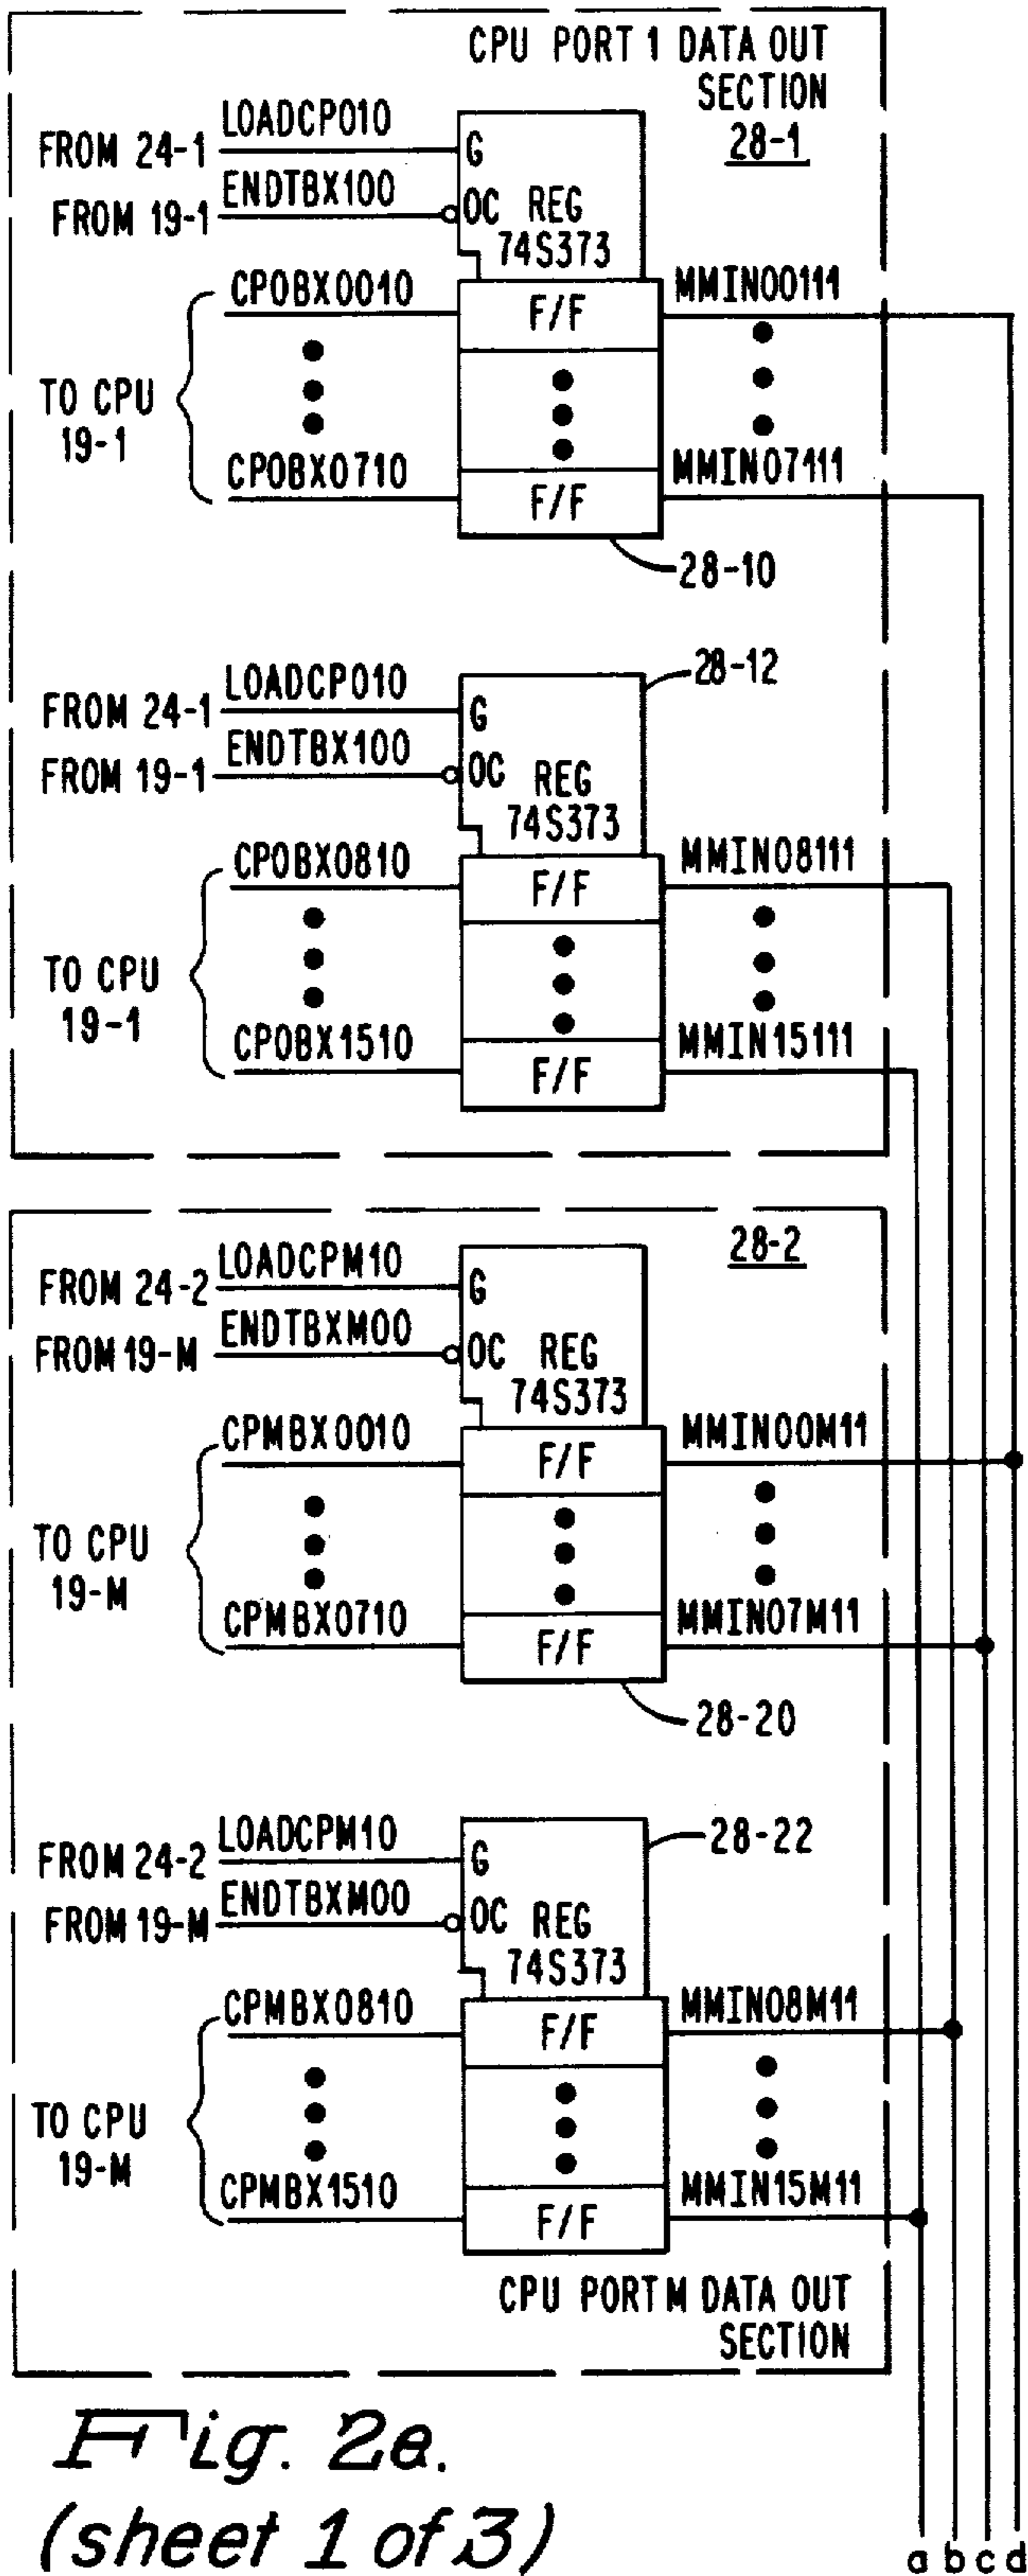 CPU PORT 1 DATA OUT
SECTION
28-1
FROM 24-1
LOADCP010
G
FROM 19-1
ENDTBX100
OC REG
74S373
CPOBX0010
F/F
MMIN00111
TO CPU
19-1
CPOBX0710
F/F
MMIN07111
28-10
28-12
FROM 24-1
LOADCP010
G
FROM 19-1
ENDTBX100
OC
REG
74S373
CPOBX0810
F/F
MMIN08111
TO CPU
19-1
CPOBX1510
F/F
MMIN15111
28-2
FROM 24-2
LOADCPM10
G
FROM 19-M
ENDTBXM00
OC REG
74S373
CPMBX0010
F/F
MMIN00M11
TO CPU
19-M
CPMBX0710
F/F
MMIN07M11
28-20
28-22
FROM 24-2
LOADCPM10
G
FROM 19-M
ENDTBXM00
OC REG
74S373
CPMBX0810
F/F
MMIN08M11
TO CPU
19-M
CPMBX1510
F/F
MMIN15M11
CPU PORT M DATA OUT
SECTION
Fig. 2e.
(sheet 1 of 3)
a b c d